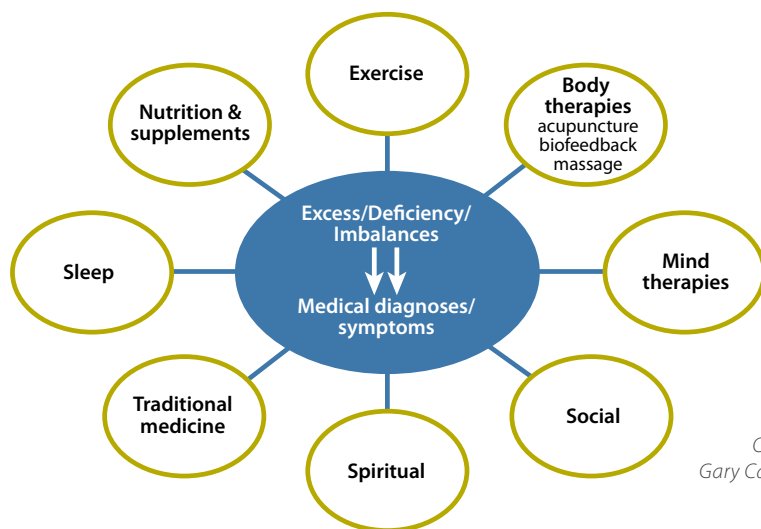 Exercise
Nutrition &
supplements
Body
therapies
acupuncture
biofeedback
massage
Excess/Deficiency/
Imbalances
Medical diagnoses/
symptoms
Sleep
Mind
therapies
Traditional
medicine
Social
Spiritual
Gary